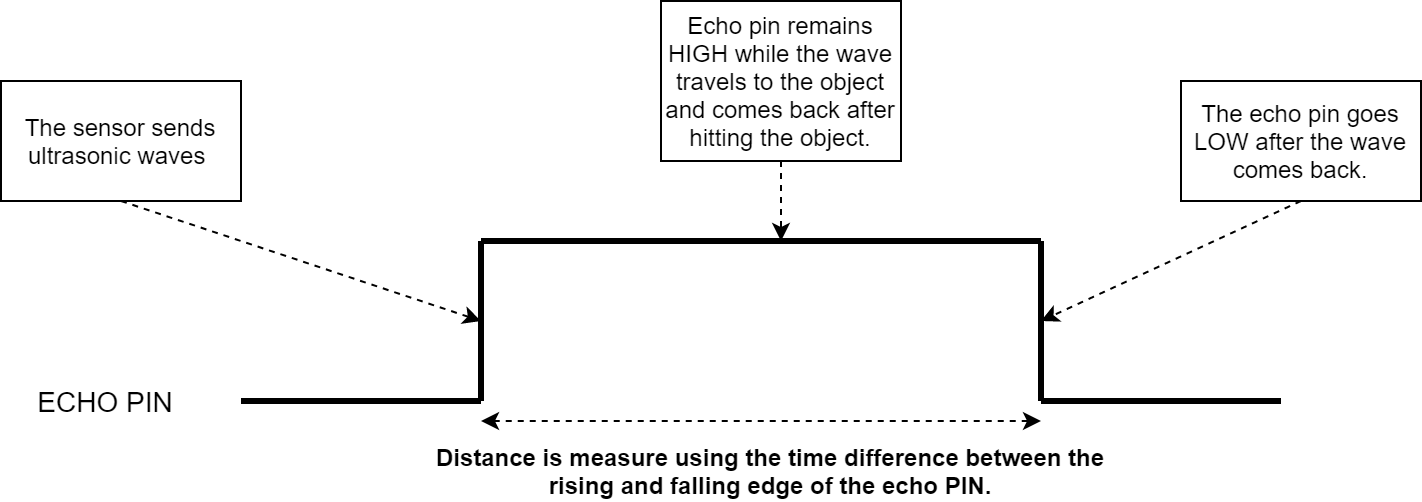 Echo pin remains
HIGH while the wave
travels to the object
and comes back after
hitting the object.
The sensor sends
ultrasonic waves
The echo pin goes
LOW after the wave
comes back.
ECHO PIN
Distance is measure using the time difference between the
rising and falling edge of the echo PIN.